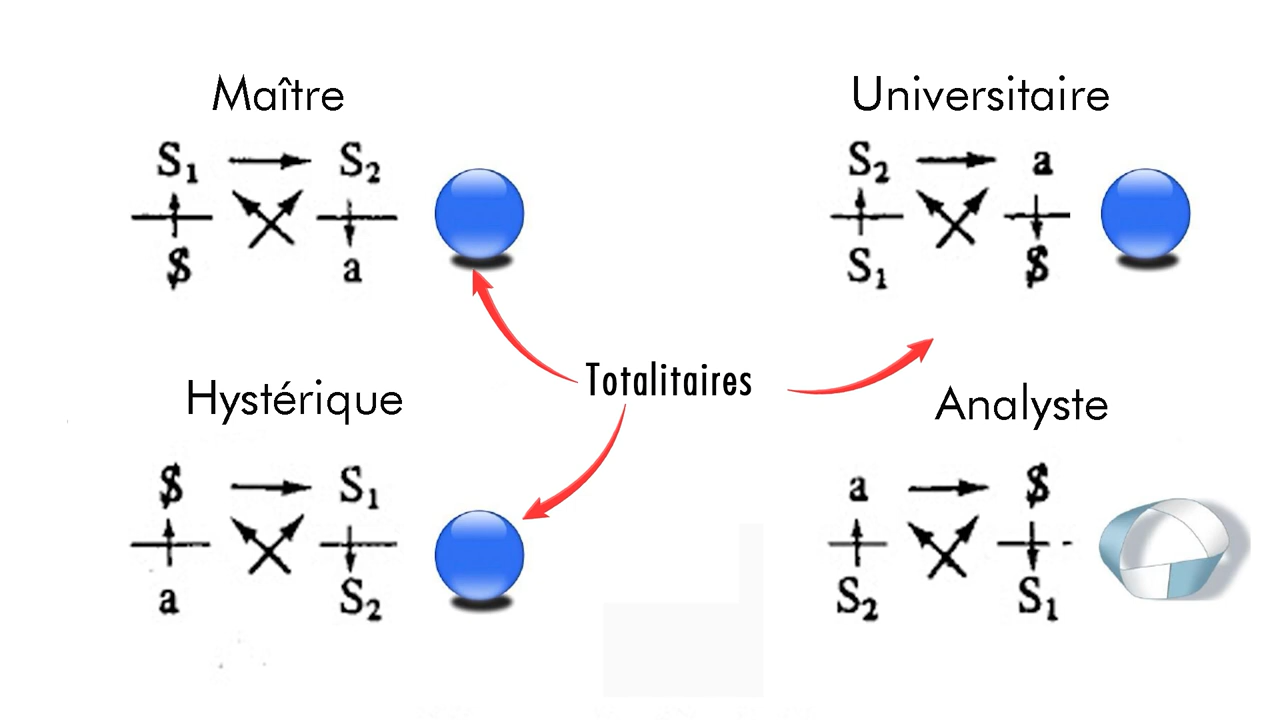 Maître
S₁ → S₂
$ a
Universitaire
S₂ → a
S₁ $
Totalitaires
Hystérique
$ → S₁
a S₂
Analyste
a → $
S₂ S₁